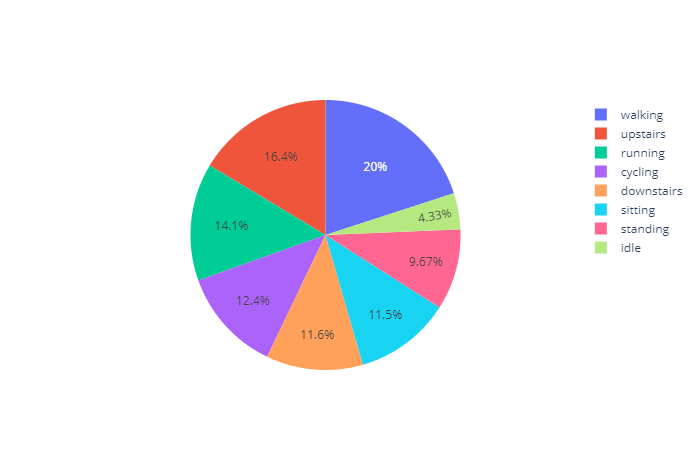 20%
16.4%
14.1%
12.4%
11.6%
11.5%
9.67%
4.33%
walking
upstairs
running
cycling
downstairs
sitting
standing
idle